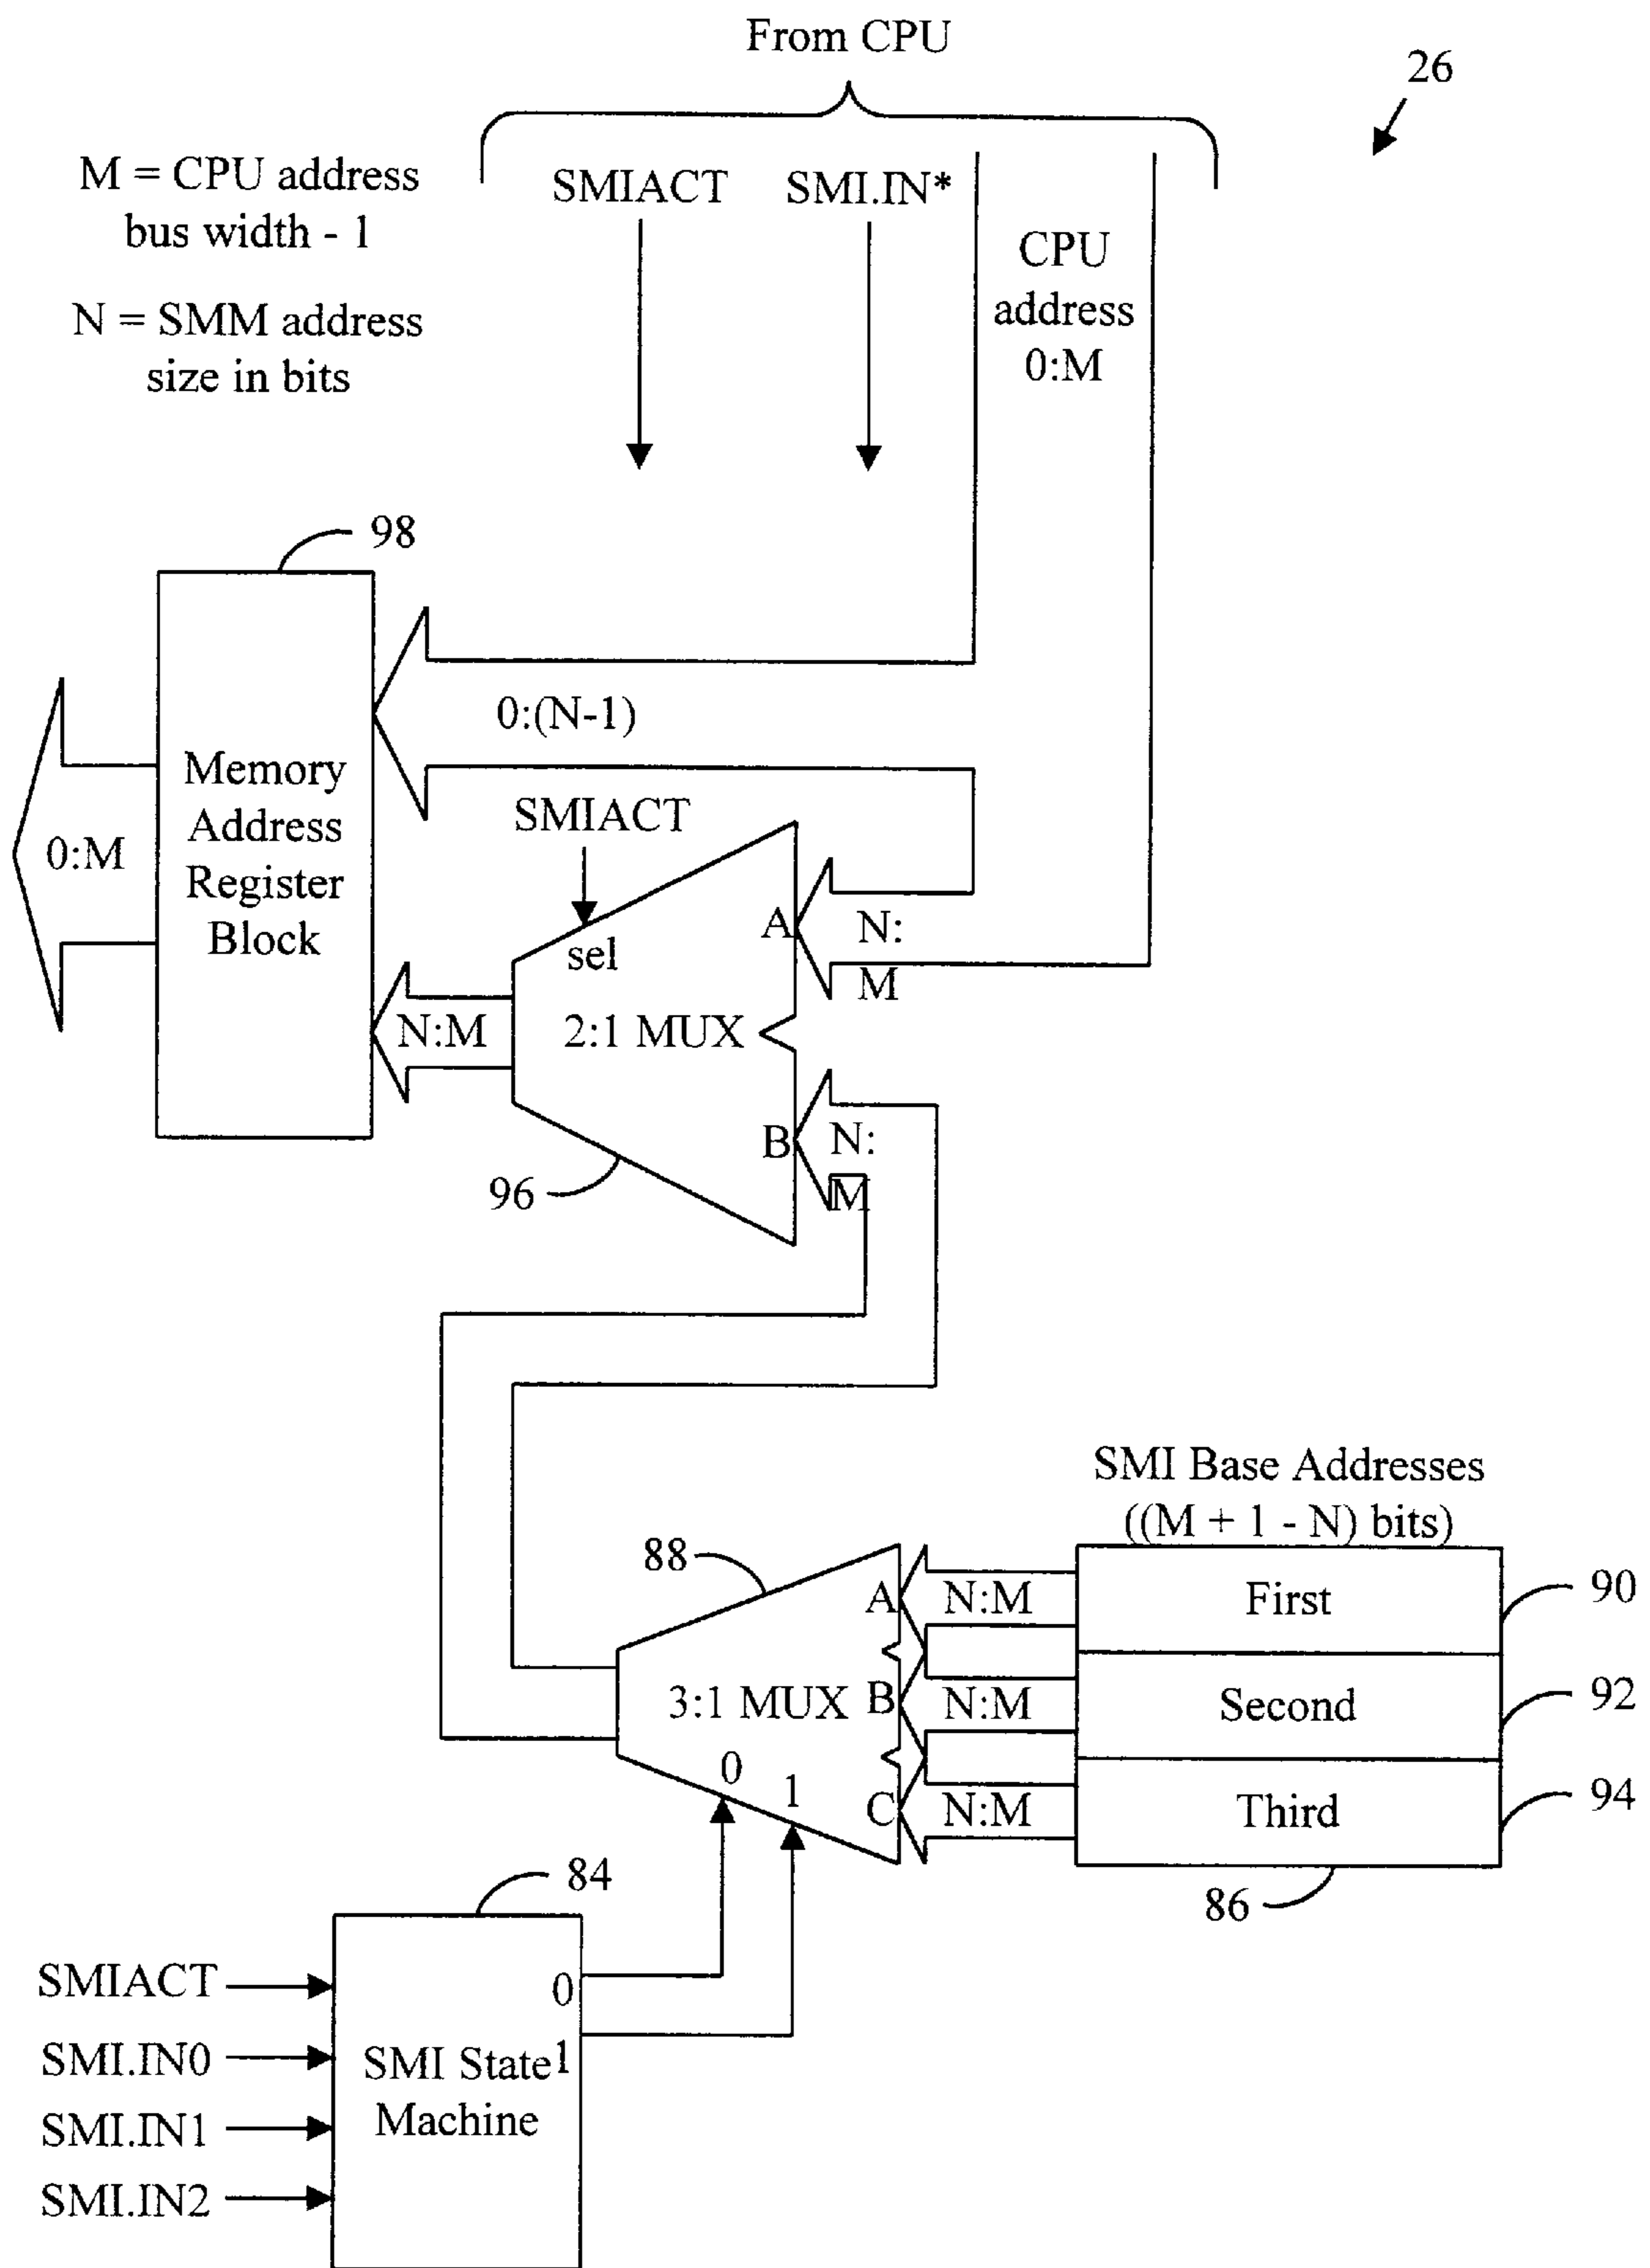 From CPU
26
M = CPU address
bus width - 1
N = SMM address
size in bits
SMIACT
SMI.IN*
CPU
address
0:M
98
0:(N-1)
Memory
Address
Register
Block
0:M
SMIACT
sel
A
N:
M
N:M
2:1 MUX
B
N:
M
96
SMI Base Addresses
((M + 1 - N) bits)
88
A
N:M
First
90
3:1 MUX
B
N:M
Second
92
0
1
C
N:M
Third
94
86
84
SMIACT
0
SMI.IN0
SMI State
1
Machine
SMI.IN1
SMI.IN2